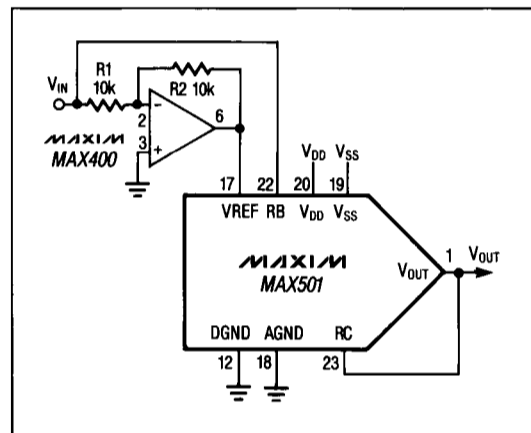 R1
10k
R2 10k
VIN
2
3
6
-
+
MAXIM
MAX400
17
22
20
19
VDD
VSS
VREF
RB
VDD
VSS
MAXIM
MAX501
VOUT
1
VOUT
DGND
AGND
RC
12
18
23